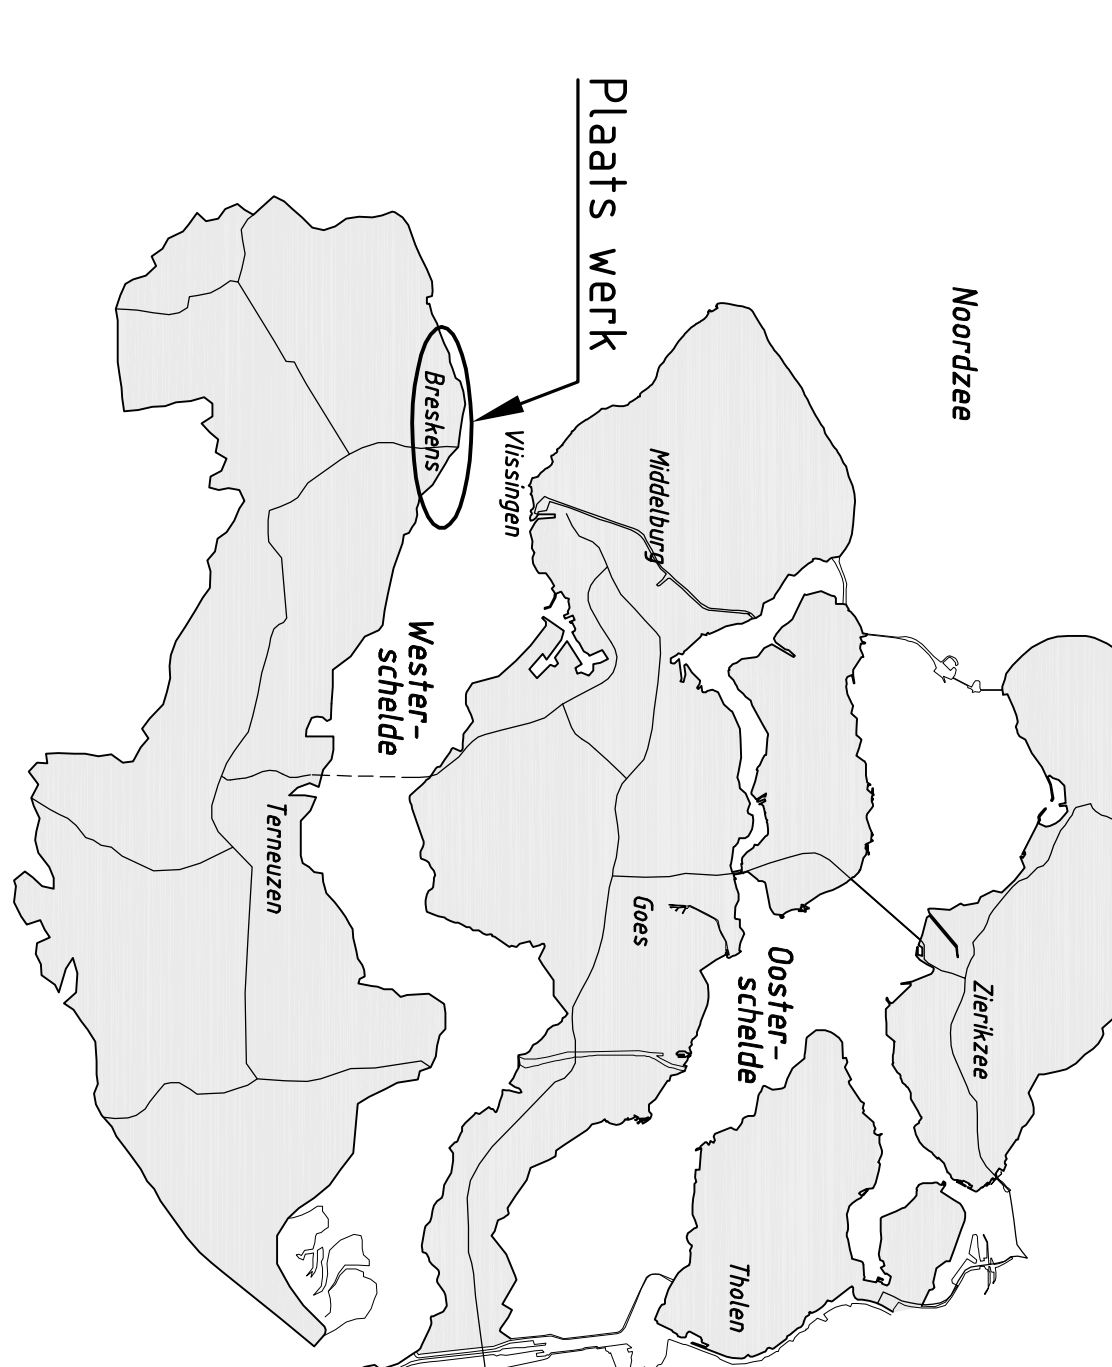 Noordzee
Plaats werk
Middelburg
Vlissingen
Breskens
Wester-
schelde
Terneuzen
Goes
Ooster-
schelde
Zierikzee
Tholen